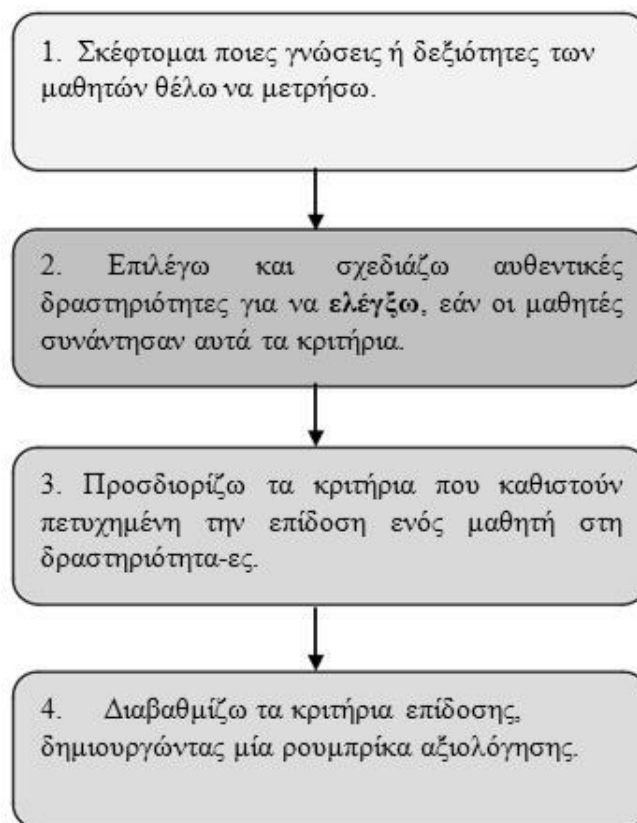 1. Σκέφτομαι ποιες γνώσεις ή δεξιότητες των
μαθητών θέλω να μετρήσω.
2. Επιλέγω και σχεδιάζω αυθεντικές
δραστηριότητες για να ελέγξω, εάν οι μαθητές
συνάντησαν αυτά τα κριτήρια.
3. Προσδιορίζω τα κριτήρια που καθιστούν
πετυχημένη την επίδοση ενός μαθητή στη
δραστηριότητα-ες.
4. Διαβαθμίζω τα κριτήρια επίδοσης,
δημιουργώντας μία ρουμπρίκα αξιολόγησης.